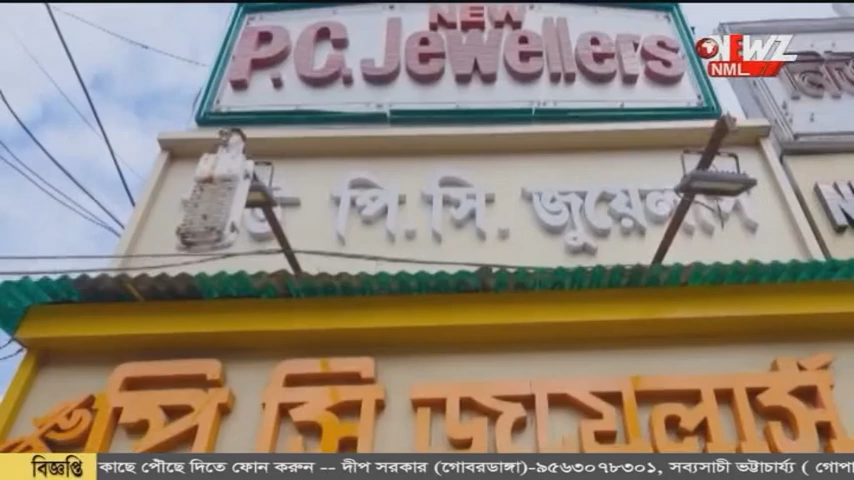 NEW
P.C. Jewellers
NEWZ
NML
পি. সি. জুয়েলার্স
নিউ পি সি জুয়েলার্স
বিজ্ঞপ্তি
কাছে পৌছে দিতে ফোন করুন -- দীপ সরকার (গোবরডাঙ্গা)-৯৫৬৩০৭৮৩০১, সব্যসাচী ভট্টাচার্য্য ( গোপা